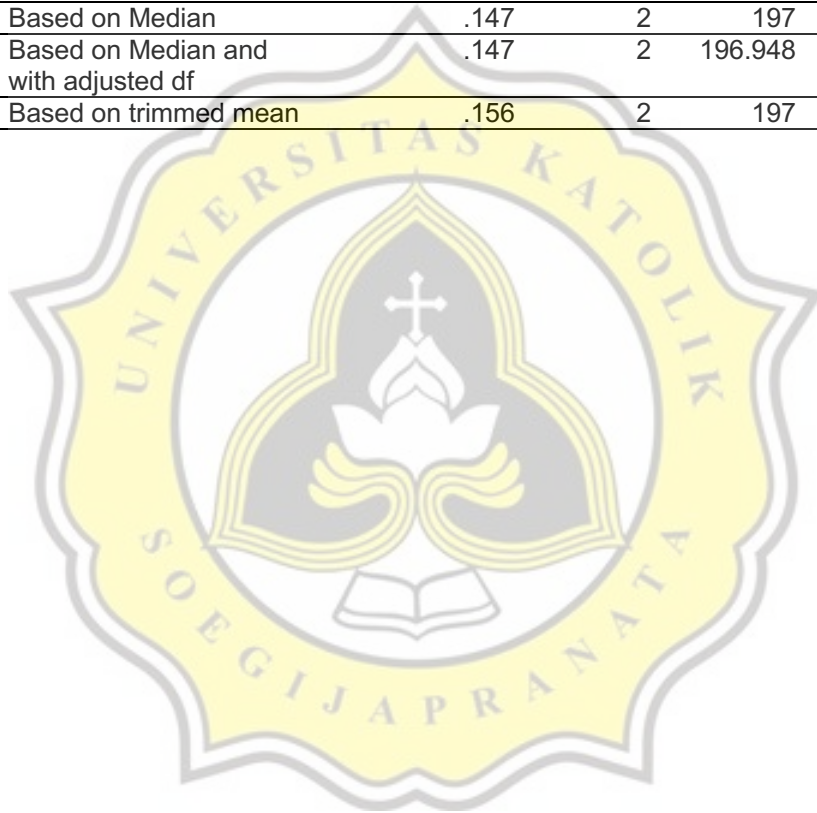 Based on Median .147 2 197
Based on Median and .147 2 196.948
with adjusted df
Based on trimmed mean .156 2 197
UNIVERSITAS KATOLIK
SOEGIJAPRANATA